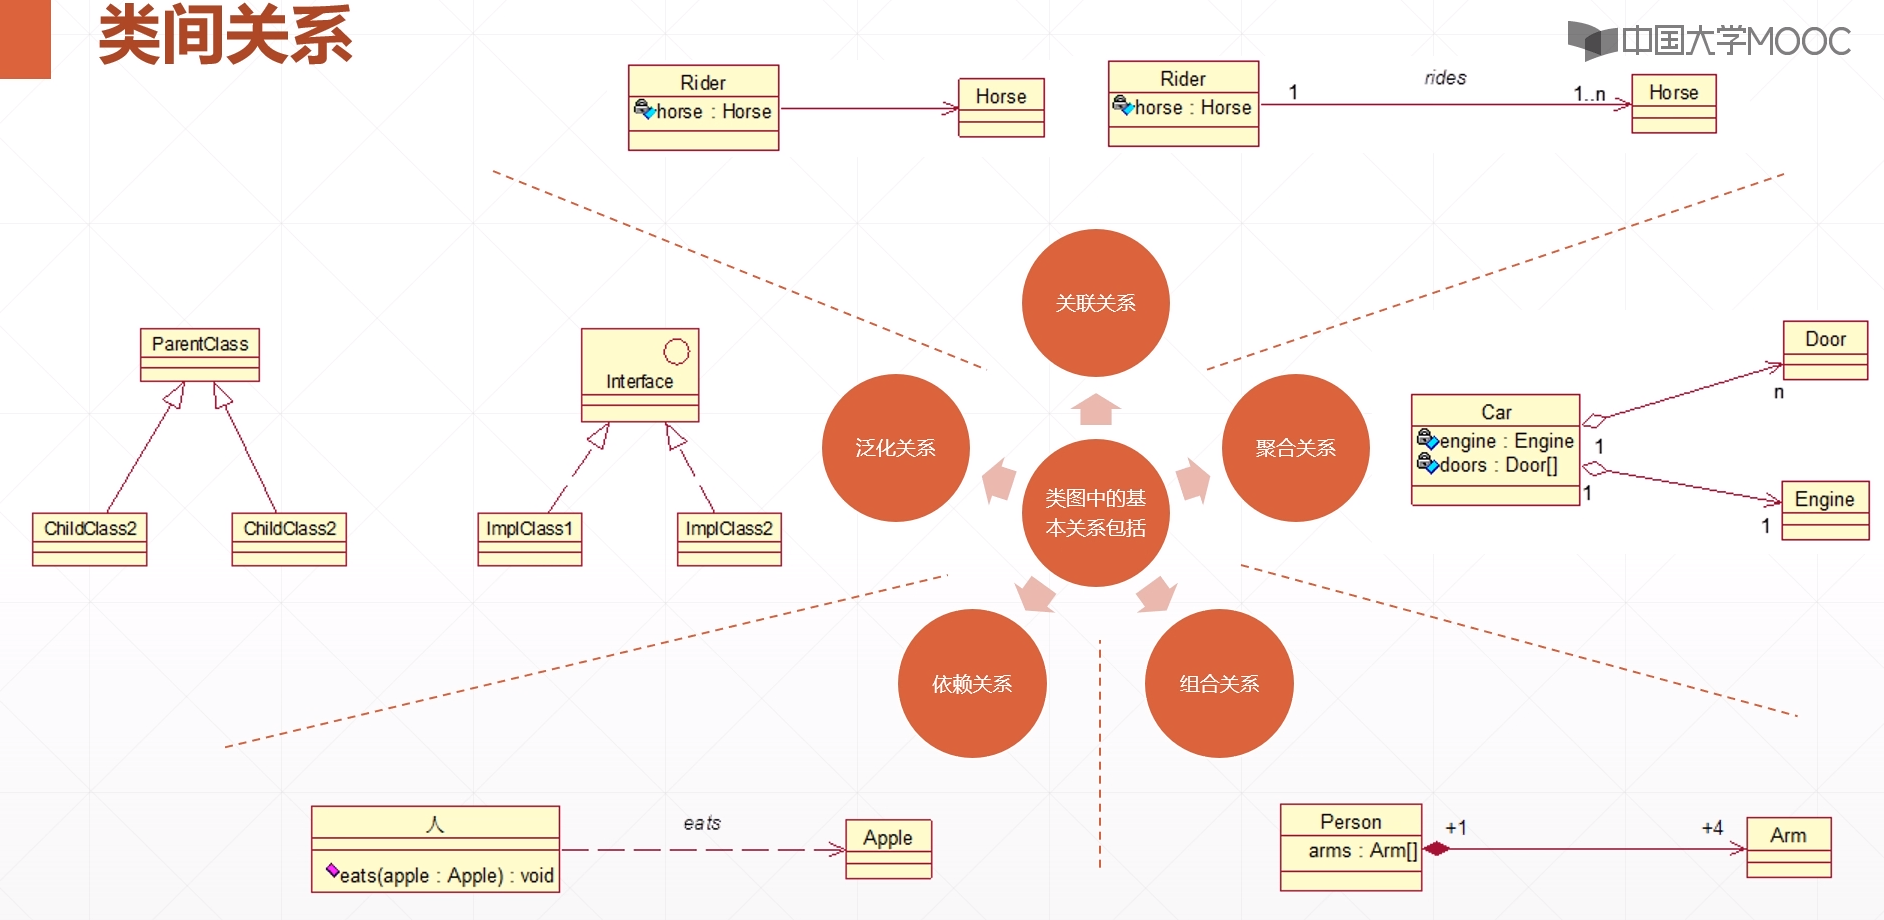 类间关系
中国大学MOOC
Rider
horse : Horse
Horse
Rider
horse : Horse
1
rides
1..n
Horse
关联关系
ParentClass
ChildClass2
ChildClass2
Interface
ImplClass1
ImplClass2
泛化关系
聚合关系
类图中的基
本关系包括
Car
engine : Engine
doors : Door[]
1
n
Door
1
1
Engine
依赖关系
组合关系
人
eats(apple : Apple) : void
eats
Apple
Person
arms : Arm[]
+1
+4
Arm